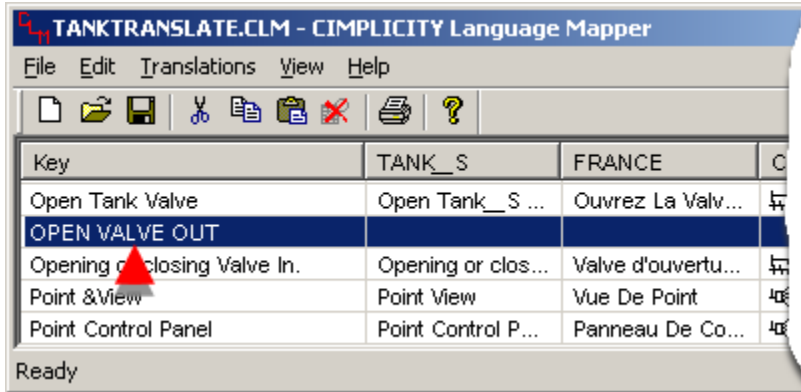 CLM TANKTRANSLATE.CLM - CIMPLICITY Language Mapper
File Edit Translations View Help
Key TANK__S FRANCE C
Open Tank Valve Open Tank__S ... Ouvrez La Valv...
OPEN VALVE OUT
Opening or closing Valve In. Opening or clos... Valve d'ouvertu...
Point &View Point View Vue De Point
Point Control Panel Point Control P... Panneau De Co...
Ready